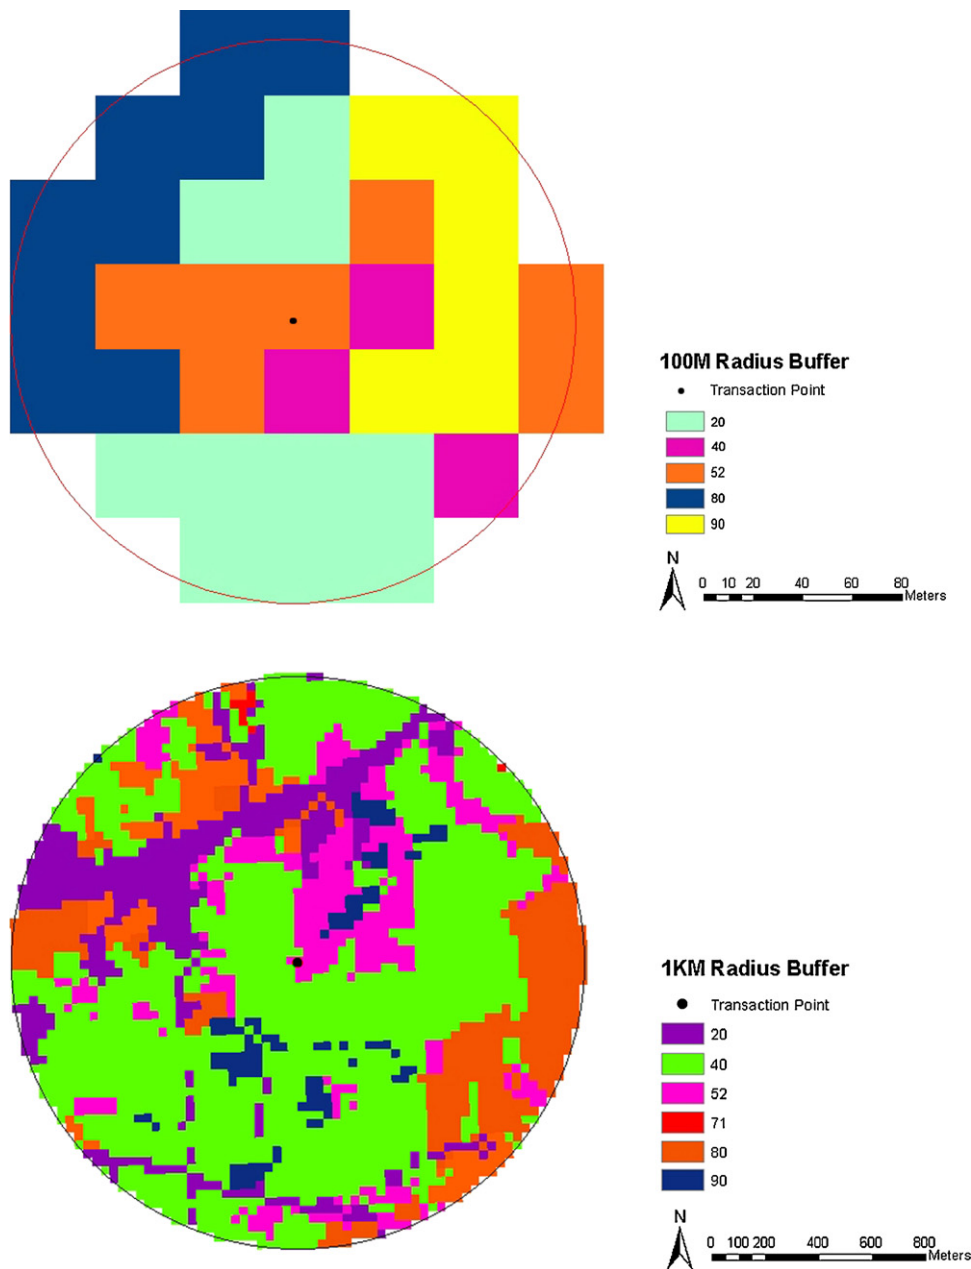 100M Radius Buffer
Transaction Point
20
40
52
80
90
N
0 10 20 40 60 80
Meters
1KM Radius Buffer
Transaction Point
20
40
52
71
80
90
N
0 100 200 400 600 800
Meters